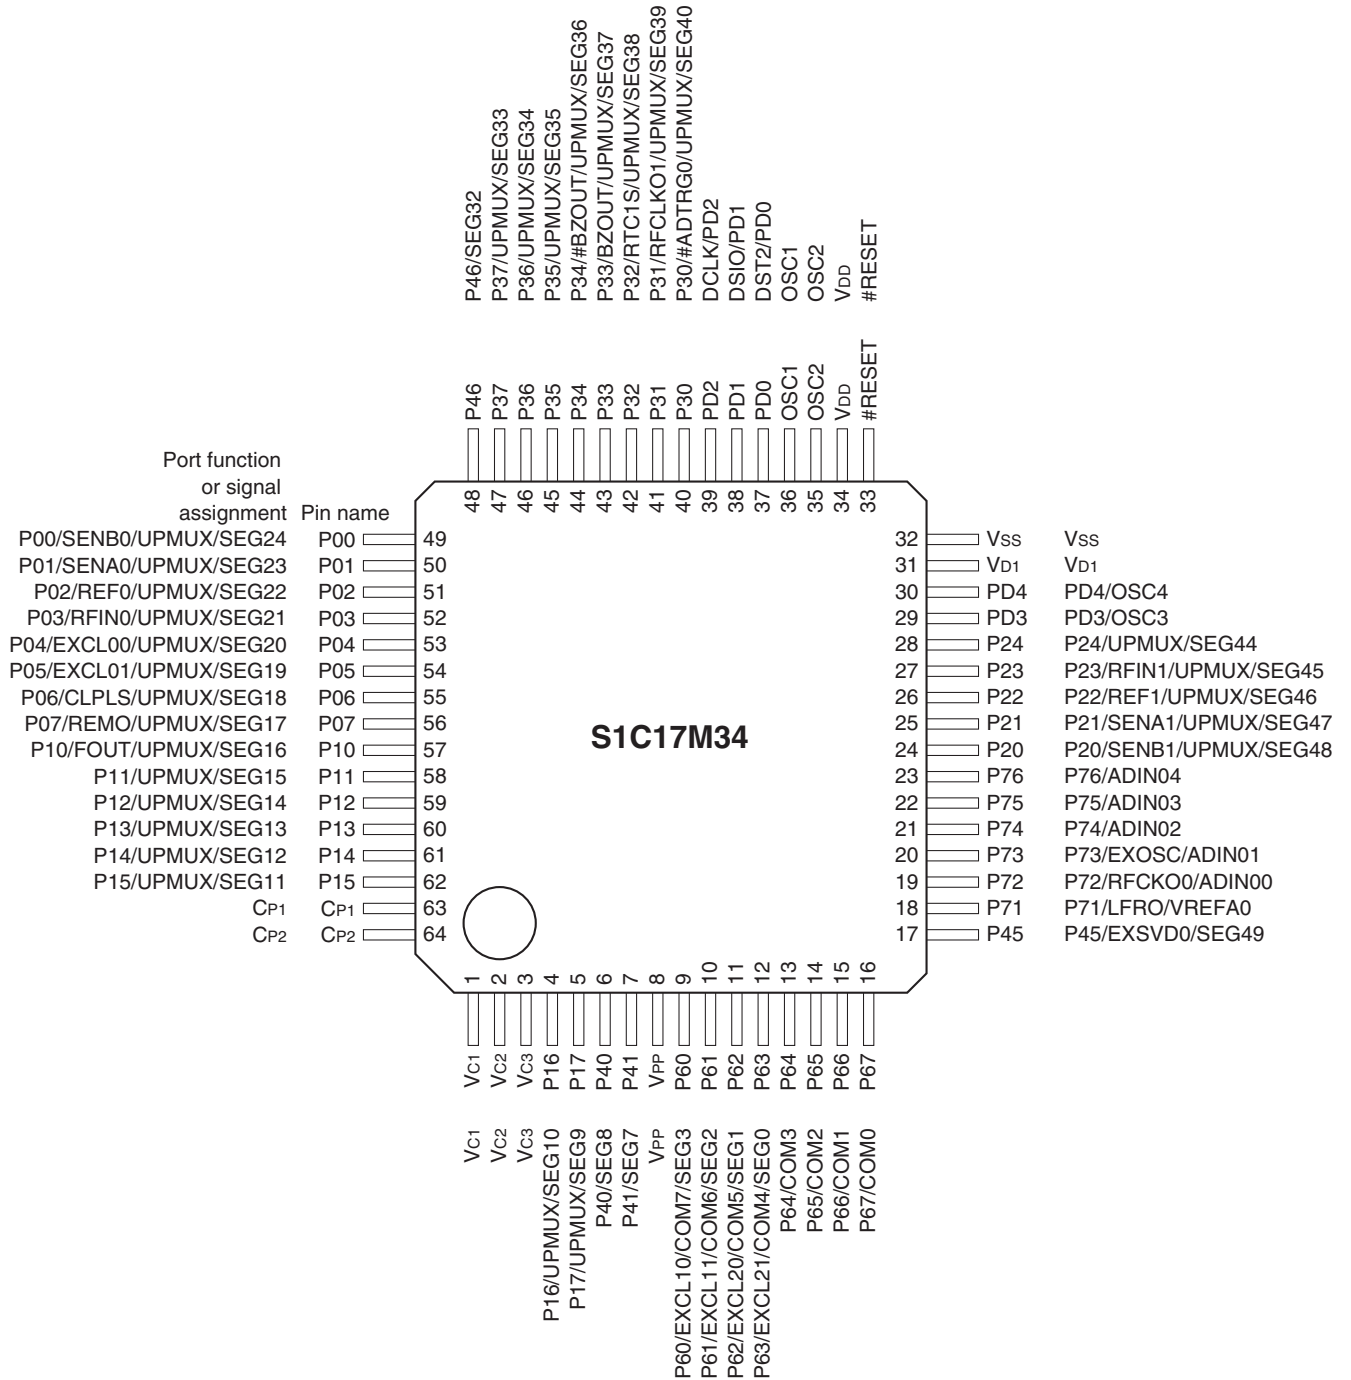 P46/SEG32
P37/UPMUX/SEG33
P36/UPMUX/SEG34
P35/UPMUX/SEG35
P34/#BZOUT/UPMUX/SEG36
P33/BZOUT/UPMUX/SEG37
P32/RTC1S/UPMUX/SEG38
P31/RFCLKO1/UPMUX/SEG39
P30/#ADTRG0/UPMUX/SEG40
DCLK/PD2
DSIO/PD1
DST2/PD0
OSC1
OSC2
VDD
#RESET
P46
P37
P36
P35
P34
P33
P32
P31
P30
PD2
PD1
PD0
OSC1
OSC2
VDD
#RESET
48
47
46
45
44
43
42
41
40
39
38
37
36
35
34
33
Port function
or signal
assignment Pin name
P00/SENB0/UPMUX/SEG24 P00 49
P01/SENA0/UPMUX/SEG23 P01 50
P02/REF0/UPMUX/SEG22 P02 51
P03/RFIN0/UPMUX/SEG21 P03 52
P04/EXCL00/UPMUX/SEG20 P04 53
P05/EXCL01/UPMUX/SEG19 P05 54
P06/CLPLS/UPMUX/SEG18 P06 55
P07/REMO/UPMUX/SEG17 P07 56
P10/FOUT/UPMUX/SEG16 P10 57
P11/UPMUX/SEG15 P11 58
P12/UPMUX/SEG14 P12 59
P13/UPMUX/SEG13 P13 60
P14/UPMUX/SEG12 P14 61
P15/UPMUX/SEG11 P15 62
CP1 CP1 63
CP2 CP2 64
S1C17M34
32 VSS VSS
31 VD1 VD1
30 PD4 PD4/OSC4
29 PD3 PD3/OSC3
28 P24 P24/UPMUX/SEG44
27 P23 P23/RFIN1/UPMUX/SEG45
26 P22 P22/REF1/UPMUX/SEG46
25 P21 P21/SENA1/UPMUX/SEG47
24 P20 P20/SENB1/UPMUX/SEG48
23 P76 P76/ADIN04
22 P75 P75/ADIN03
21 P74 P74/ADIN02
20 P73 P73/EXOSC/ADIN01
19 P72 P72/RFCKO0/ADIN00
18 P71 P71/LFRO/VREFA0
17 P45 P45/EXSVD0/SEG49
1
2
3
4
5
6
7
8
9
10
11
12
13
14
15
16
VC1
VC2
VC3
P16
P17
P40
P41
VPP
P60
P61
P62
P63
P64
P65
P66
P67
VC1
VC2
VC3
P16/UPMUX/SEG10
P17/UPMUX/SEG9
P40/SEG8
P41/SEG7
VPP
P60/EXCL10/COM7/SEG3
P61/EXCL11/COM6/SEG2
P62/EXCL20/COM5/SEG1
P63/EXCL21/COM4/SEG0
P64/COM3
P65/COM2
P66/COM1
P67/COM0